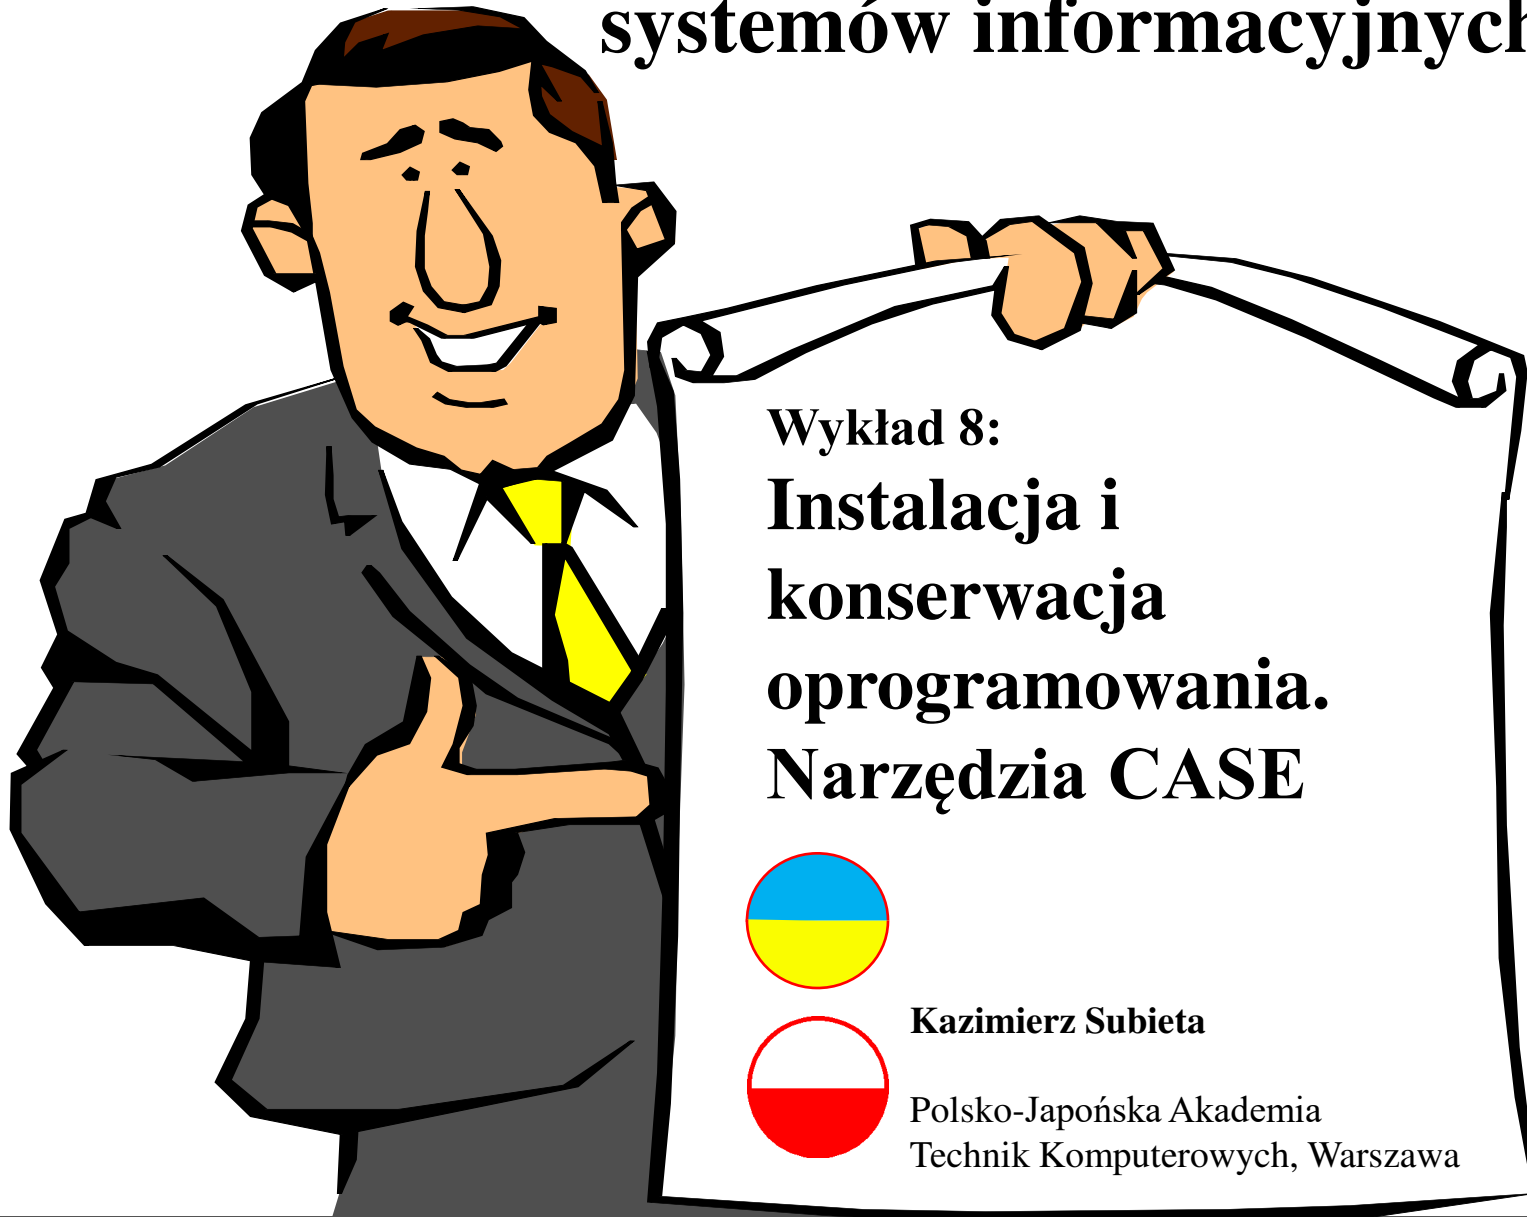 systemów informacyjnych
Wykład 8:
Instalacja i
konserwacja
oprogramowania.
Narzędzia CASE
Kazimierz Subieta
Polsko-Japońska Akademia
Technik Komputerowych, Warszawa